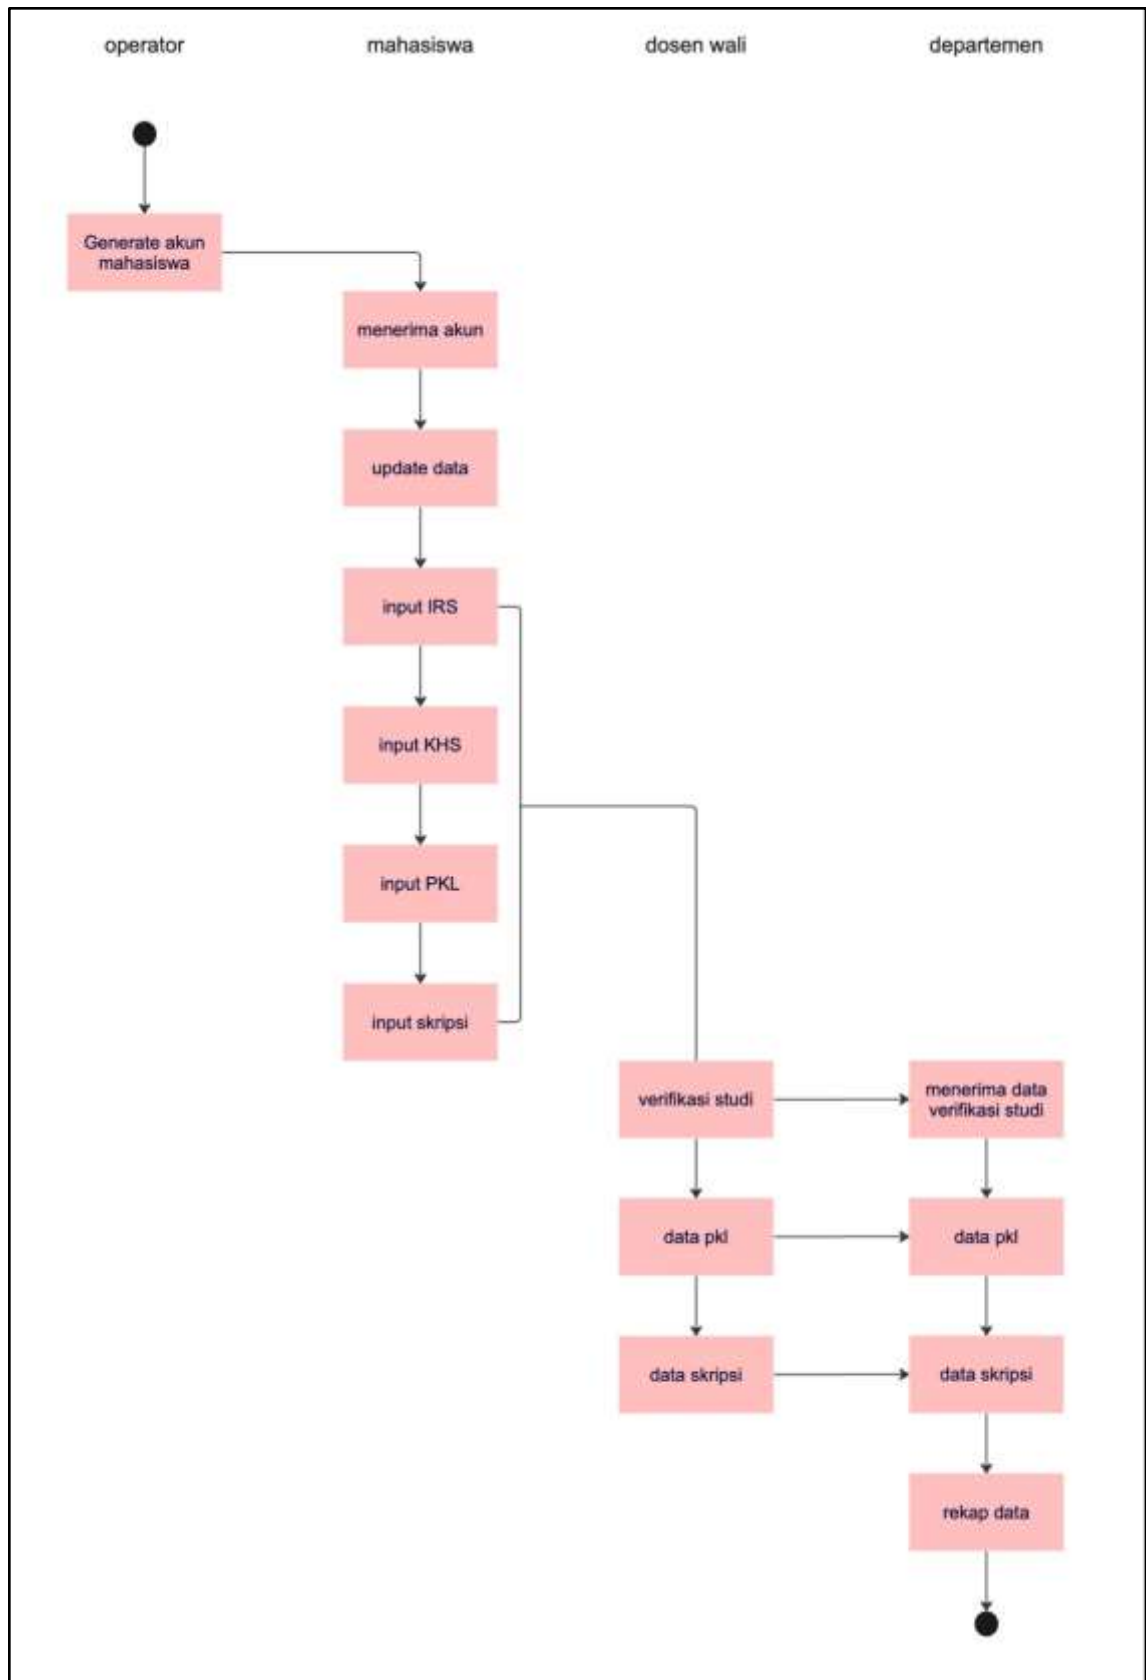 operator
mahasiswa
dosen wali
departemen
Generate akun
mahasiswa
menerima akun
update data
input IRS
input KHS
input PKL
input skripsi
verifikasi studi
menerima data
verifikasi studi
data pkl
data pkl
data skripsi
data skripsi
rekap data